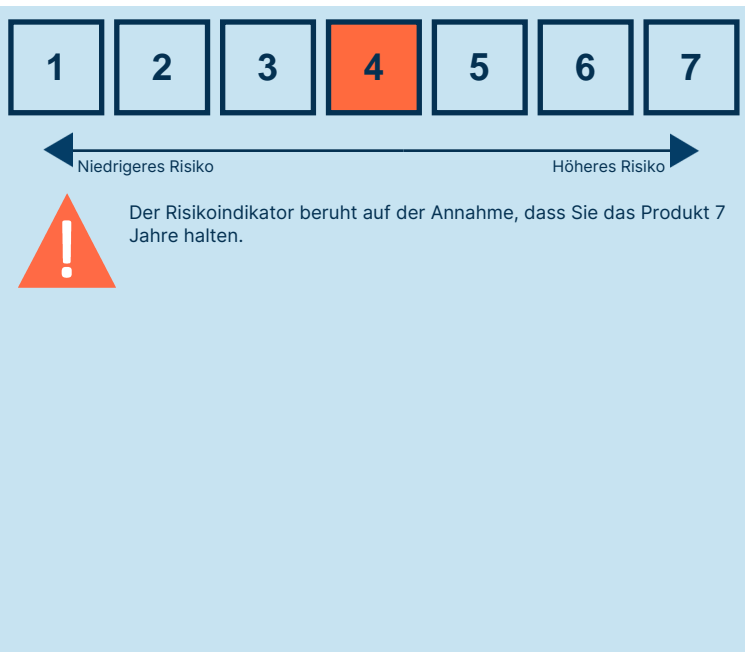 1 2 3 4 5 6 7
Niedrigeres Risiko Höheres Risiko
!
Der Risikoindikator beruht auf der Annahme, dass Sie das Produkt 7
Jahre halten.